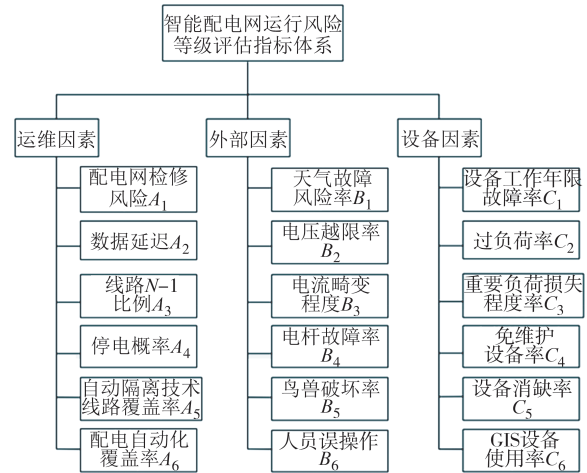 智能配电网运行风险
等级评估指标体系
运维因素
外部因素
设备因素
配电网检修
风险A₁
数据延迟A₂
线路N−1
比例A₃
停电概率A₄
自动隔离技术
线路覆盖率A₅
配电自动化
覆盖率A₆
天气故障
风险率B₁
电压越限率
B₂
电流畸变
程度B₃
电杆故障率
B₄
鸟兽破坏率
B₅
人员误操作
B₆
设备工作年限
故障率C₁
过负荷率C₂
重要负荷损失
程度率C₃
免维护
设备率C₄
设备消缺率
C₅
GIS设备
使用率C₆